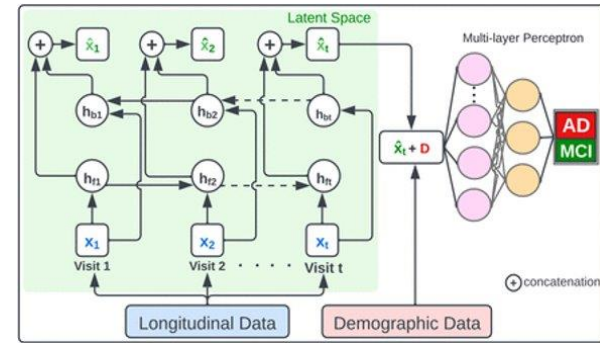 Latent Space
+
x̂1
+
x̂2
+
x̂t
Multi-layer Perceptron
hb1
hb2
hbt
x̂t + D
AD
MCI
hf1
hf2
hft
x1
x2
xt
Visit 1
Visit 2
. . . . .
Visit t
+ concatenation
Longitudinal Data
Demographic Data